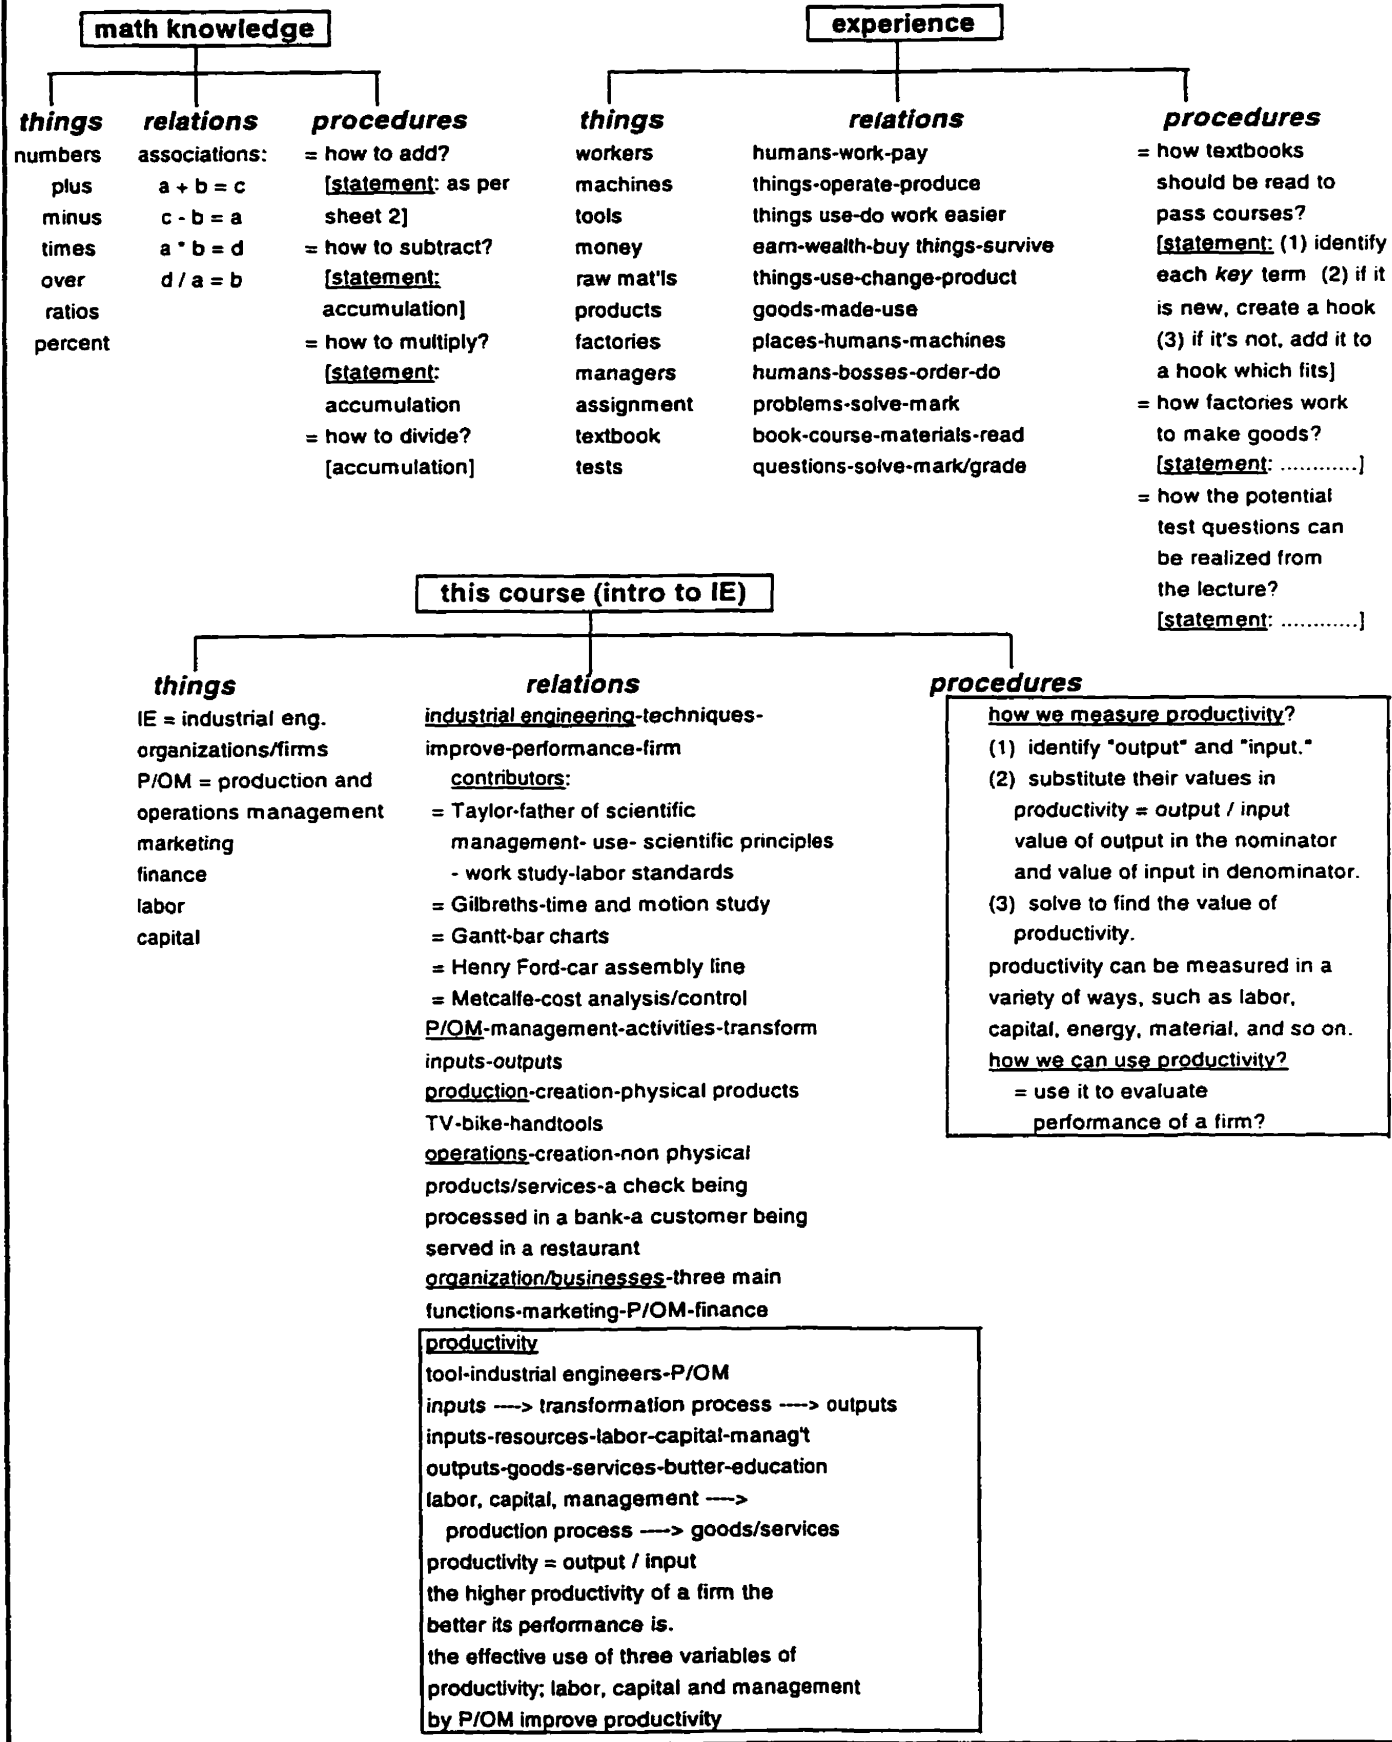 math knowledge
things
numbers
plus
minus
times
over
ratios
percent
relations
associations:
a + b = c
c - b = a
a * b = d
d / a = b
procedures
= how to add?
[statement: as per
sheet 2]
= how to subtract?
[statement:
accumulation]
= how to multiply?
[statement:
accumulation
= how to divide?
[accumulation]
experience
things
workers
machines
tools
money
raw mat'ls
products
factories
managers
assignment
textbook
tests
relations
humans-work-pay
things-operate-produce
things use-do work easier
earn-wealth-buy things-survive
things-use-change-product
goods-made-use
places-humans-machines
humans-bosses-order-do
problems-solve-mark
book-course-materials-read
questions-solve-mark/grade
procedures
= how textbooks
should be read to
pass courses?
[statement: (1) identify
each key term (2) if it
is new, create a hook
(3) if it's not, add it to
a hook which fits]
= how factories work
to make goods?
[statement: ............]
= how the potential
test questions can
be realized from
the lecture?
[statement: ............]
this course (intro to IE)
things
IE = industrial eng.
organizations/firms
P/OM = production and
operations management
marketing
finance
labor
capital
relations
industrial engineering-techniques-
improve-performance-firm
contributors:
= Taylor-father of scientific
management- use- scientific principles
- work study-labor standards
= Gilbreths-time and motion study
= Gantt-bar charts
= Henry Ford-car assembly line
= Metcalfe-cost analysis/control
P/OM-management-activities-transform
inputs-outputs
production-creation-physical products
TV-bike-handtools
operations-creation-non physical
products/services-a check being
processed in a bank-a customer being
served in a restaurant
organization/businesses-three main
functions-marketing-P/OM-finance
productivity
tool-industrial engineers-P/OM
inputs ----> transformation process ----> outputs
inputs-resources-labor-capital-manag't
outputs-goods-services-butter-education
labor, capital, management ---->
production process ----> goods/services
productivity = output / input
the higher productivity of a firm the
better its performance is.
the effective use of three variables of
productivity; labor, capital and management
by P/OM improve productivity
procedures
how we measure productivity?
(1) identify "output" and "input."
(2) substitute their values in
productivity = output / input
value of output in the nominator
and value of input in denominator.
(3) solve to find the value of
productivity.
productivity can be measured in a
variety of ways, such as labor,
capital, energy, material, and so on.
how we can use productivity?
= use it to evaluate
performance of a firm?